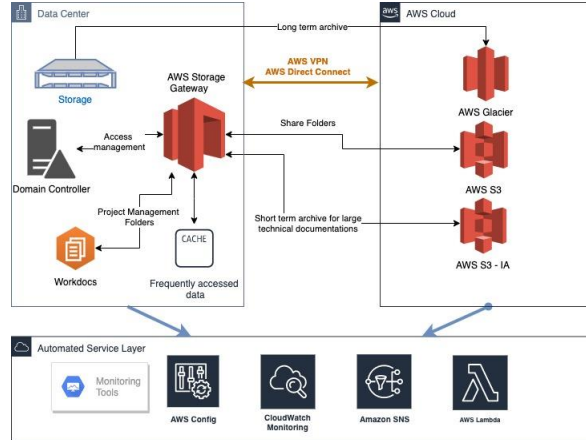 Data Center
aws
AWS Cloud
Long term archive
AWS VPN
AWS Direct Connect
AWS Storage
Gateway
Storage
AWS Glacier
Access
management
Share Folders
Domain Controller
AWS S3
Project Management
Folders
Short term archive for large
technical documentations
CACHE
Workdocs
Frequently accessed
data
AWS S3 - IA
Automated Service Layer
Monitoring
Tools
AWS Config
CloudWatch
Monitoring
Amazon SNS
AWS Lambda